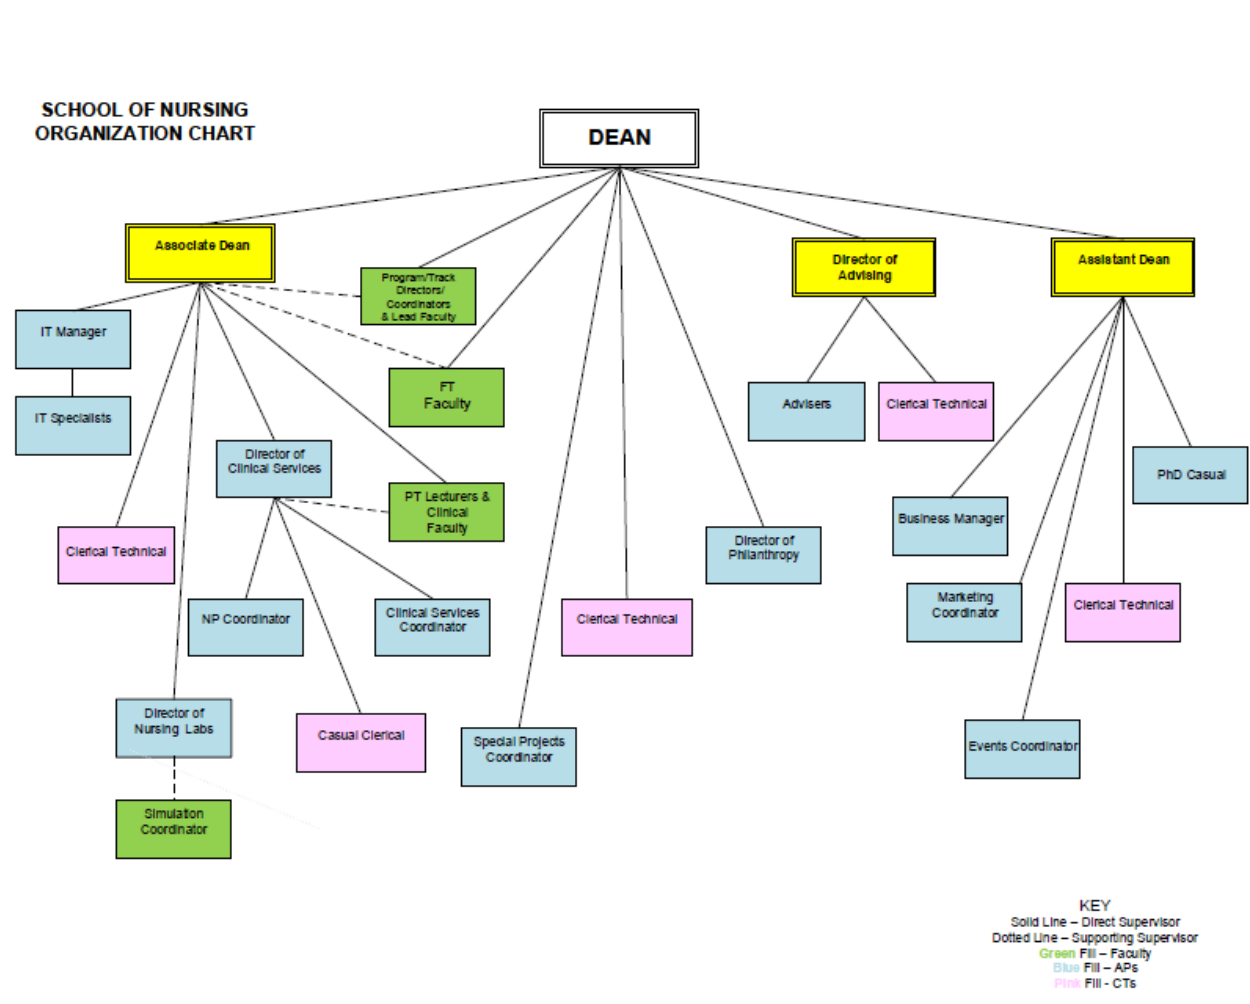 SCHOOL OF NURSING
ORGANIZATION CHART
DEAN
Associate Dean
Program/Track
Directors/
Coordinators
& Lead Faculty
Director of
Advising
Assistant Dean
IT Manager
IT Specialists
FT
Faculty
Advisers
Clerical Technical
Director of
Clinical Services
PT Lecturers &
Clinical
Faculty
PhD Casual
Business Manager
Clerical Technical
Director of
Philanthropy
NP Coordinator
Clinical Services
Coordinator
Clerical Technical
Marketing
Coordinator
Clerical Technical
Director of
Nursing Labs
Casual Clerical
Special Projects
Coordinator
Events Coordinator
Simulation
Coordinator
KEY
Solid Line – Direct Supervisor
Dotted Line – Supporting Supervisor
Green Fill – Faculty
Blue Fill – APs
Pink Fill - CTs